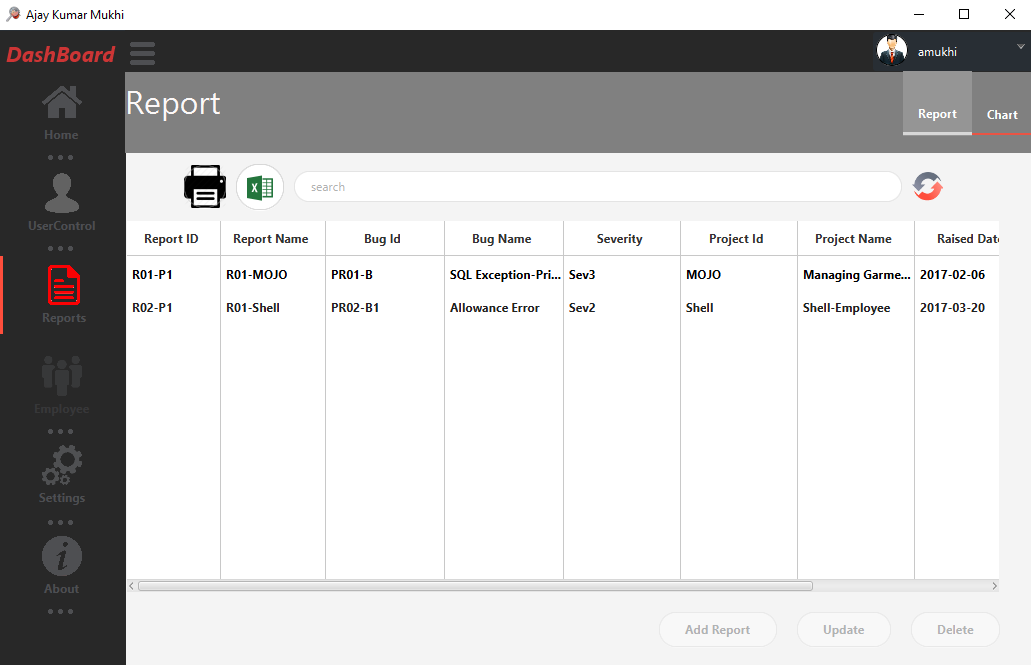 Ajay Kumar Mukhi
DashBoard
amukhi
Report
Report
Chart
Home
UserControl
Reports
Employee
Settings
About
search
Report ID Report Name Bug Id Bug Name Severity Project Id Project Name Raised Date
R01-P1 R01-MOJO PR01-B SQL Exception-Pri... Sev3 MOJO Managing Garme... 2017-02-06
R02-P1 R01-Shell PR02-B1 Allowance Error Sev2 Shell Shell-Employee 2017-03-20
Add Report Update Delete